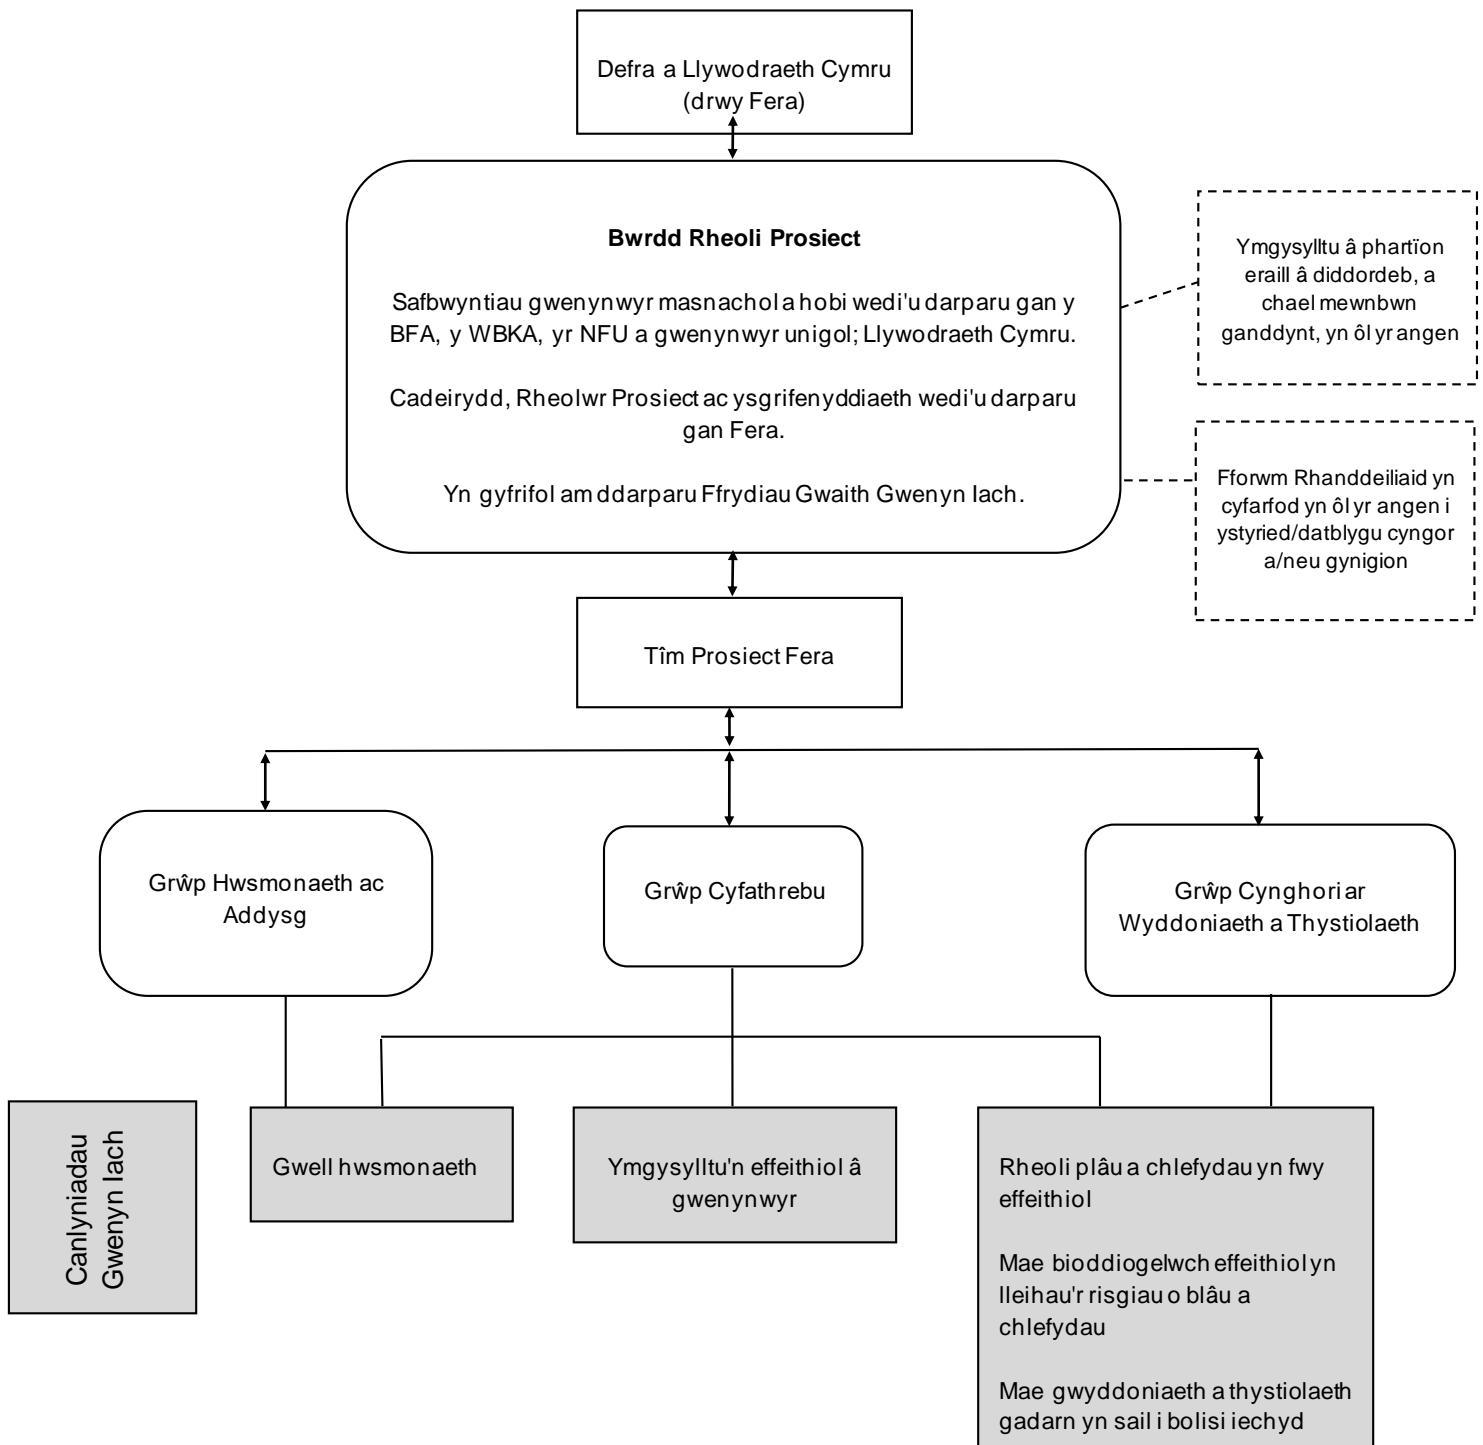 Defra a Llywodraeth Cymru
(drwy Fera)
Bwrdd Rheoli Prosiect
Safbwyntiau gwenynwyr masnachol a hobi wedi'u darparu gan y
BFA, y WBKA, yr NFU a gwenynwyr unigol; Llywodraeth Cymru.
Cadeirydd, Rheolwr Prosiect ac ysgrifenyddiaeth wedi'u darparu
gan Fera.
Yn gyfrifol am ddarparu Ffrydiau Gwaith Gwenyn Iach.
Ymgysylltu â phartïon
eraill â diddordeb, a
chael mewnbwn
ganddynt, yn ôl yr angen
Fforwm Rhanddeiliaid yn
cyfarfod yn ôl yr angen i
ystyried/datblygu cyngor
a/neu gynigion
Tîm Prosiect Fera
Grŵp Hwsmonaeth ac
Addysg
Grŵp Cyfathrebu
Grŵp Cynghori ar
Wyddoniaeth a Thystiolaeth
Canlyniadau
Gwenyn Iach
Gwell hwsmonaeth
Ymgysylltu'n effeithiol â
gwenynwyr
Rheoli plâu a chlefydau yn fwy
effeithiol
Mae bioddiogelwch effeithiol yn
lleihau'r risgiau o blâu a
chlefydau
Mae gwyddoniaeth a thystiolaeth
gadarn yn sail i bolisi iechyd